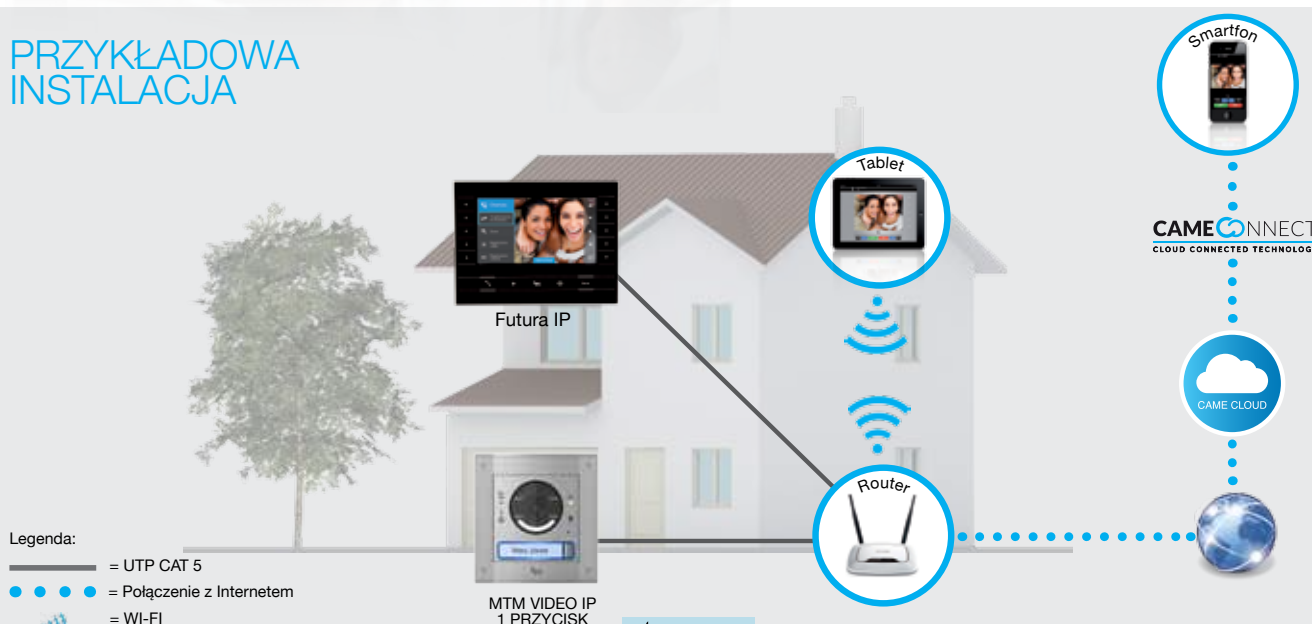 PRZYKŁADOWA
INSTALACJA
Smartfon
Tablet
CAME CONNECT
CLOUD CONNECTED TECHNOLOG
Futura IP
CAME CLOUD
Router
Legenda:
= UTP CAT 5
= Połączenie z Internetem
= WI-FI
MTM VIDEO IP
1 PRZYCISK